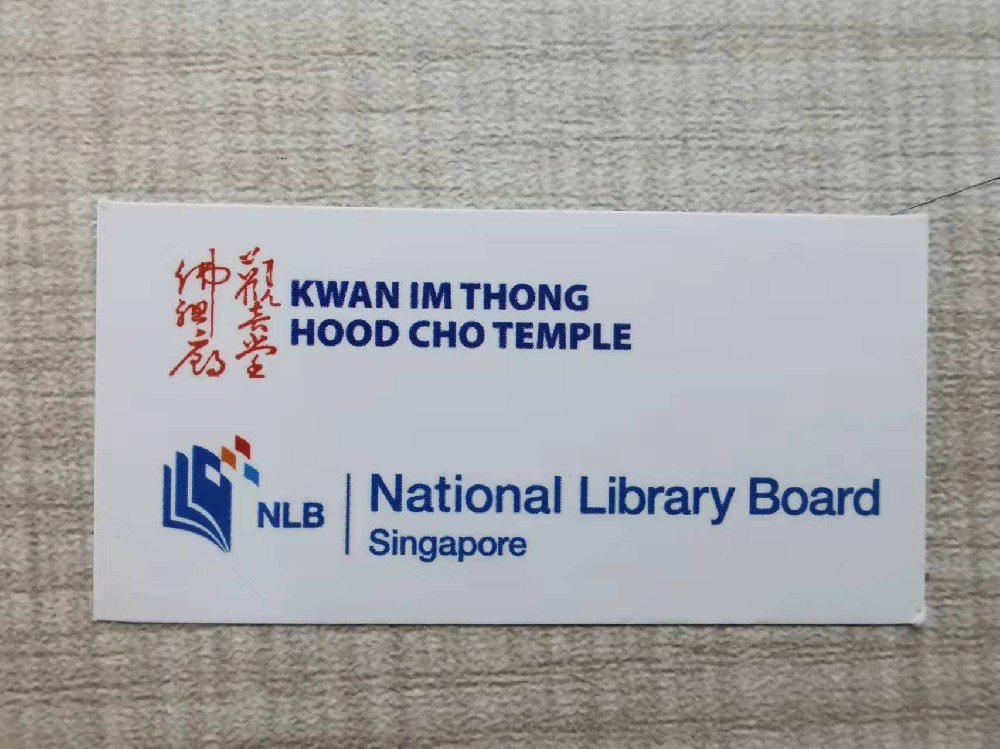 觀音堂
佛祖廟
KWAN IM THONG
HOOD CHO TEMPLE
NLB
National Library Board
Singapore